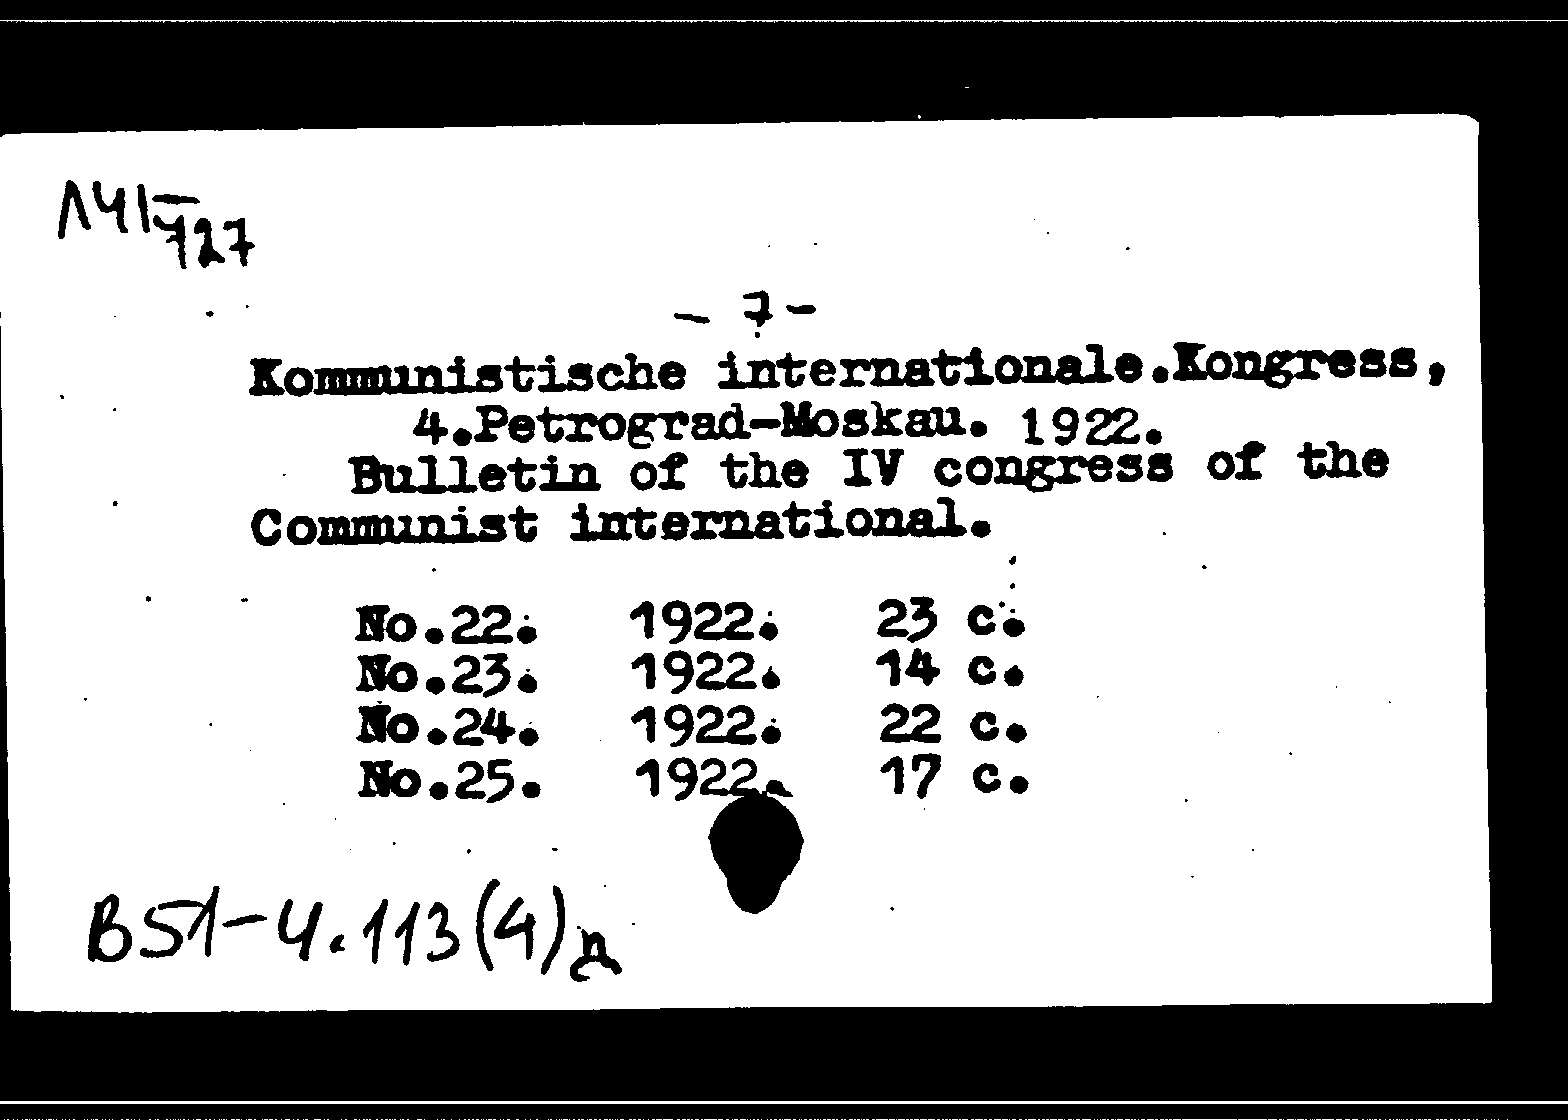 Л41 727
- 7 -
Kommunistische internationale.Kongress,
4.Petrograd-Moskau. 1922.
Bulletin of the IV congress of the
Communist international.
No.22. 1922. 23 c.
No.23. 1922. 14 c.
No.24. 1922. 22 c.
No.25. 1922. 17 c.
B51-4.113(4)д